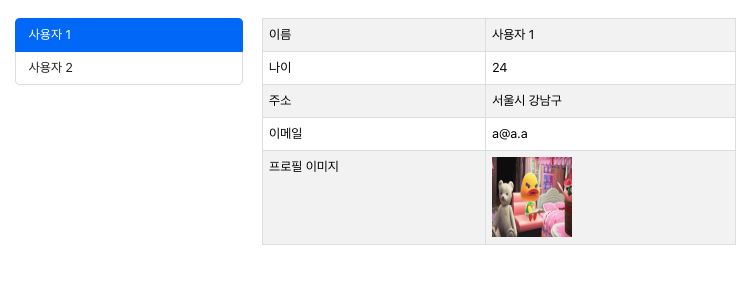 사용자 1
사용자 2
이름 사용자 1
나이 24
주소 서울시 강남구
이메일 a@a.a
프로필 이미지